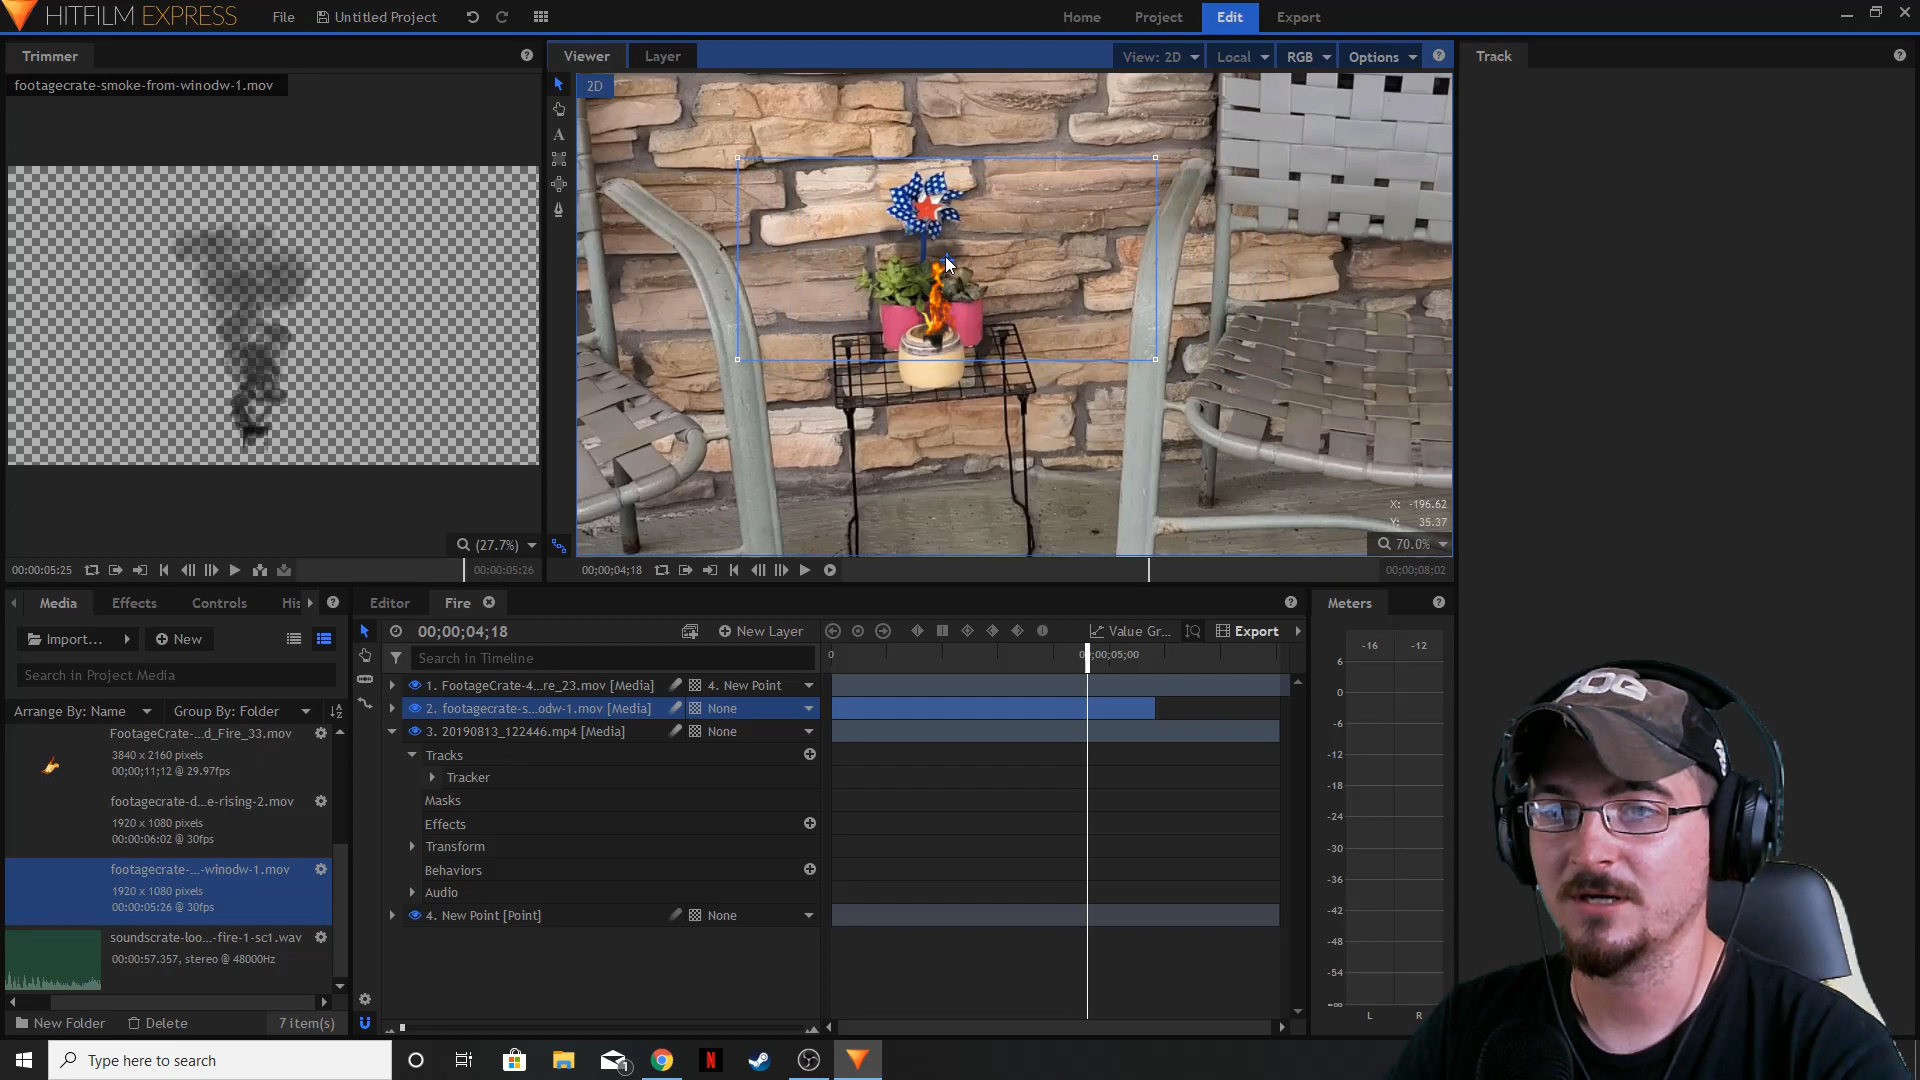 HITFILM EXPRESS
File
Untitled Project
Home
Project
Edit
Export
Trimmer
footagecrate-smoke-from-winodw-1.mov
(27.7%)
00:00:05:25
00:00:05:26
Viewer
Layer
View: 2D
Local
RGB
Options
2D
X: -196.62
Y: 35.37
70.0%
00;00;04;18
00;00;08;02
Track
Media
Effects
Controls
His
Import...
New
Search in Project Media
Arrange By: Name
Group By: Folder
FootageCrate-...d_Fire_33.mov
3840 x 2160 pixels
00;00;11;12 @ 29.97fps
footagecrate-d...e-rising-2.mov
1920 x 1080 pixels
00:00:06:02 @ 30fps
footagecrate-...-winodw-1.mov
1920 x 1080 pixels
00:00:05:26 @ 30fps
soundscrate-loo...-fire-1-sc1.wav
00:00:57.357, stereo @ 48000Hz
New Folder
Delete
7 item(s)
Editor
Fire
00;00;04;18
New Layer
Value Gr...
Export
Search in Timeline
0
00;00;05;00
1. FootageCrate-4...re_23.mov [Media]
4. New Point
2. footagecrate-s...odw-1.mov [Media]
None
3. 20190813_122446.mp4 [Media]
None
Tracks
Tracker
Masks
Effects
Transform
Behaviors
Audio
4. New Point [Point]
None
Meters
-16
-12
6
0
-6
-12
-18
-24
-30
-36
-42
-48
-54
-∞
L
R
Type here to search